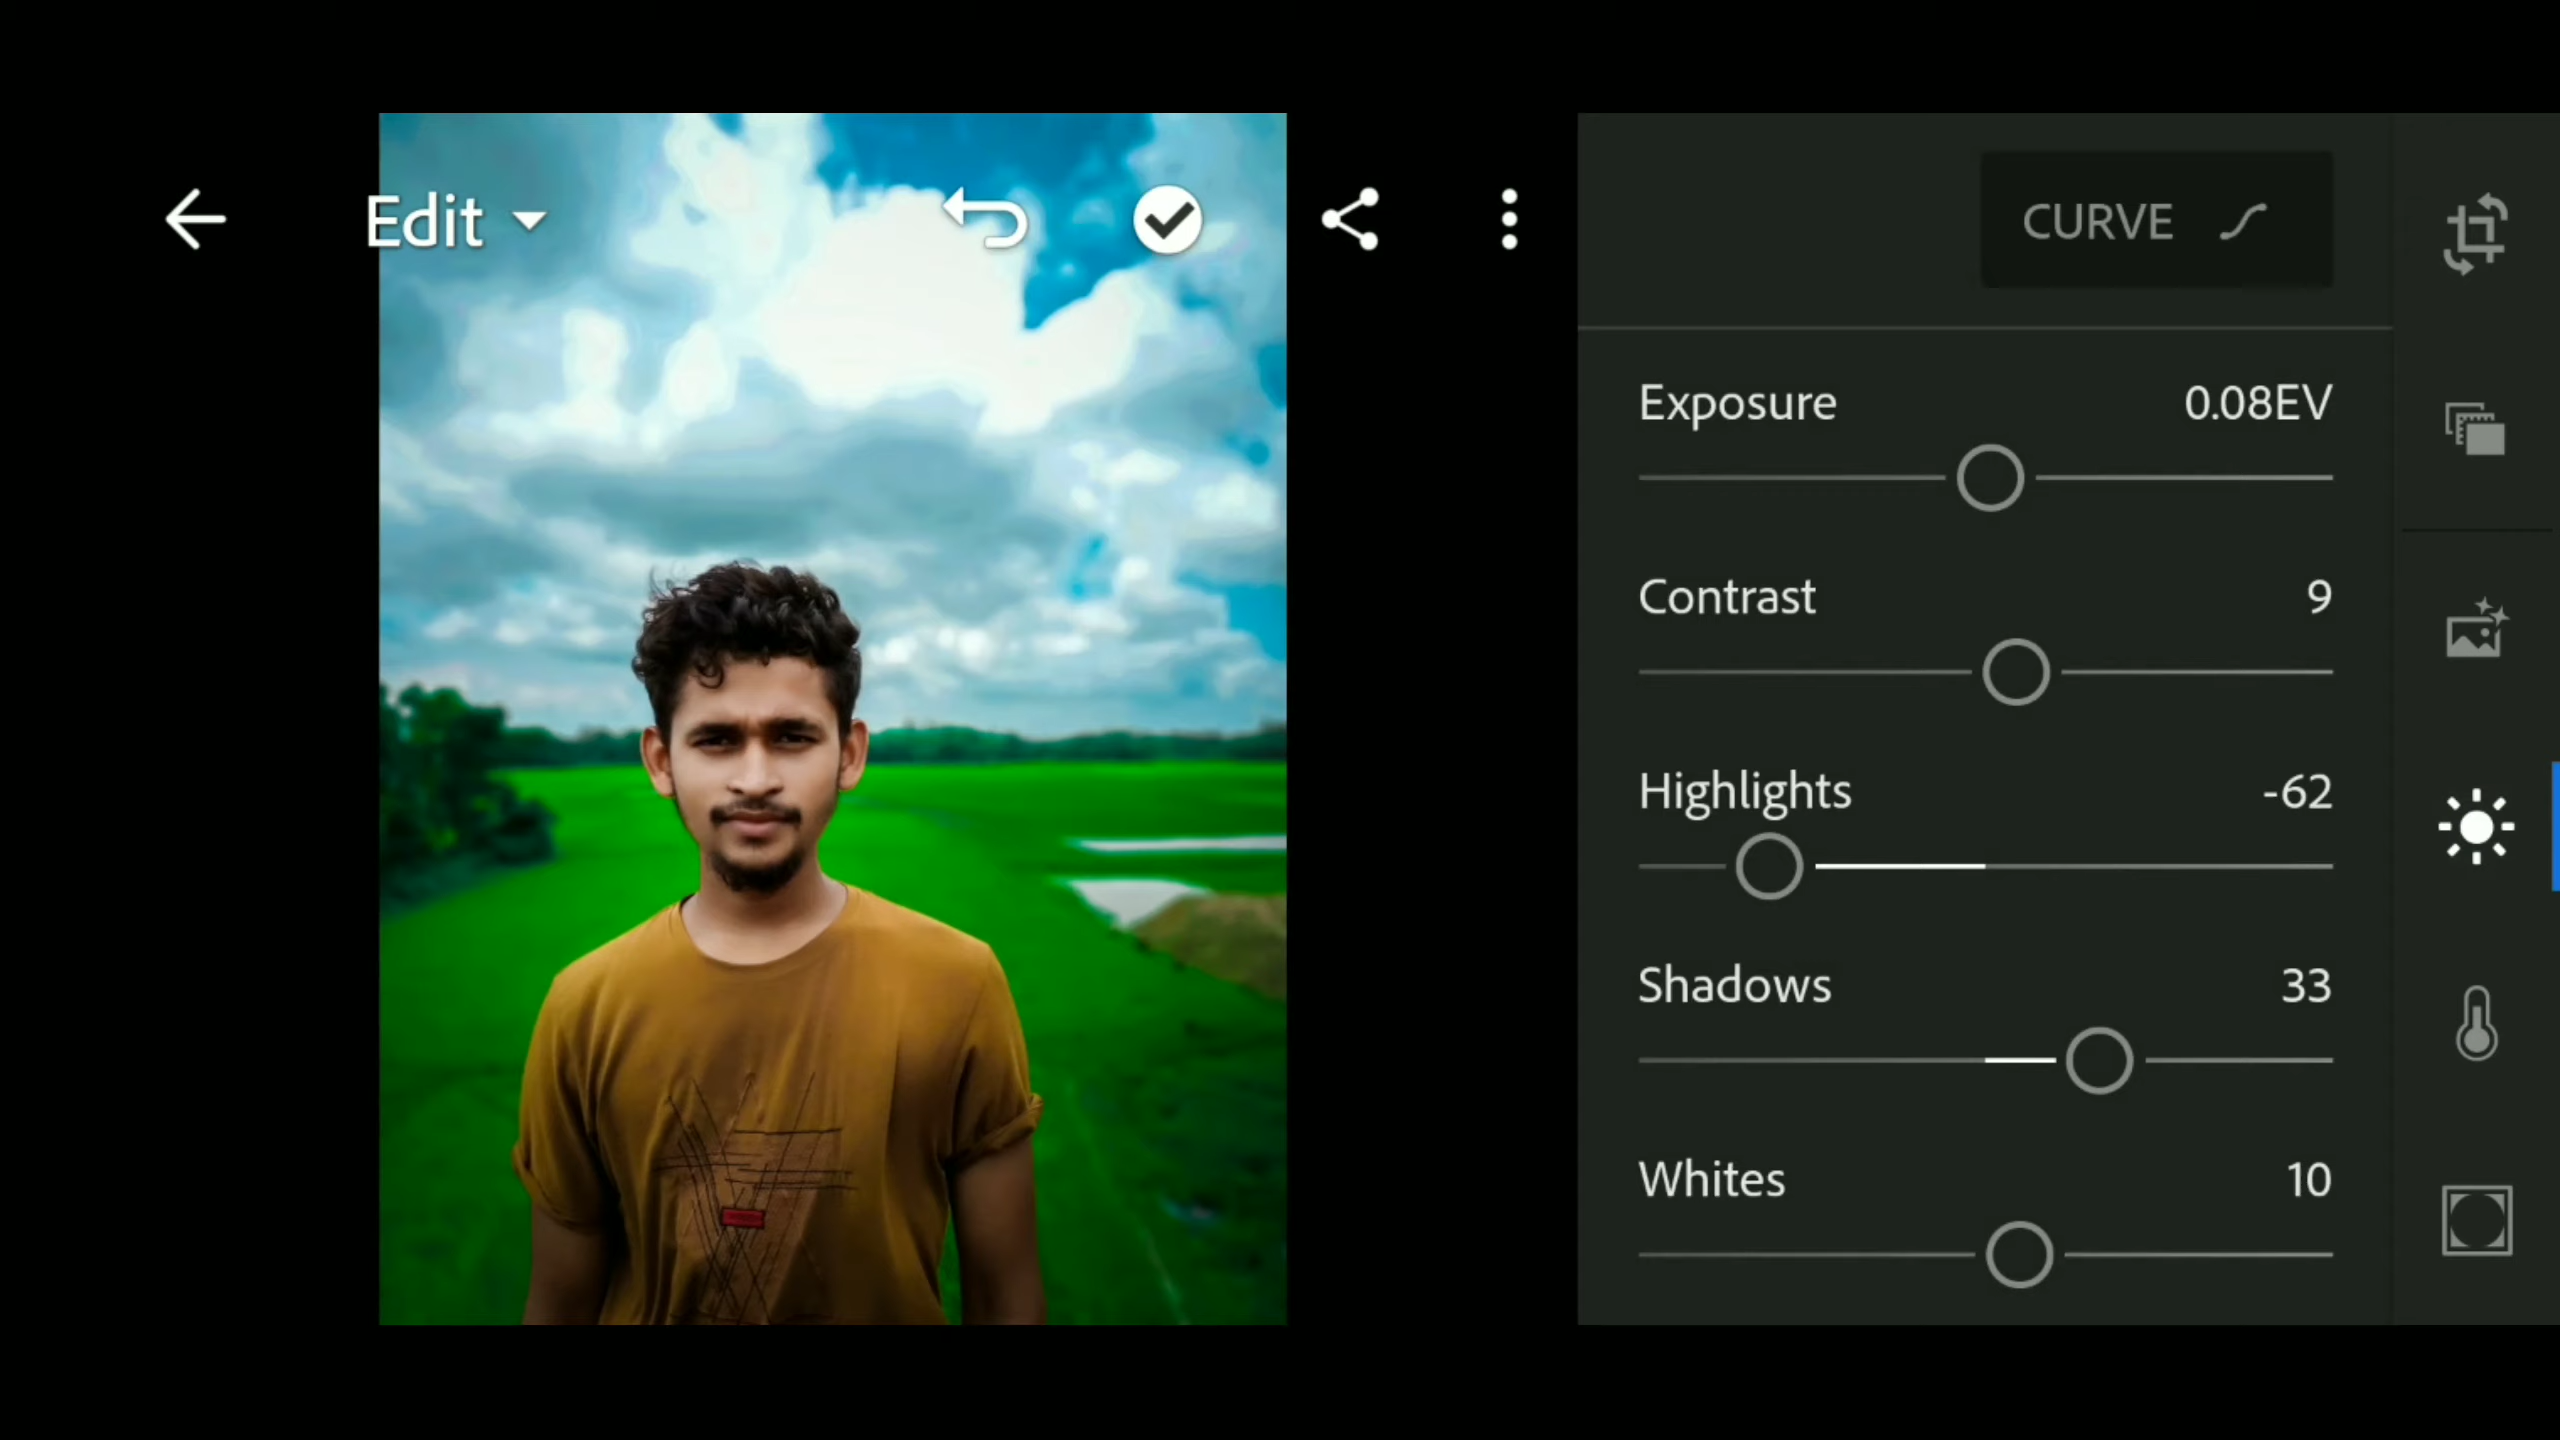 Edit
CURVE
Exposure 0.08EV
Contrast 9
Highlights -62
Shadows 33
Whites 10